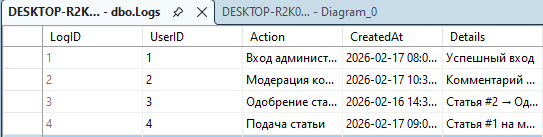 DESKTOP-R2K... - dbo.Logs DESKTOP-R2K0... - Diagram_0
LogID UserID Action CreatedAt Details
1 1 Вход админист... 2026-02-17 08:0... Успешный вход
2 2 Модерация ко... 2026-02-17 10:3... Комментарий ...
3 3 Одобрение ста... 2026-02-16 14:3... Статья #2 → Од...
4 4 Подача статьи 2026-02-17 09:0... Статья #1 на м...